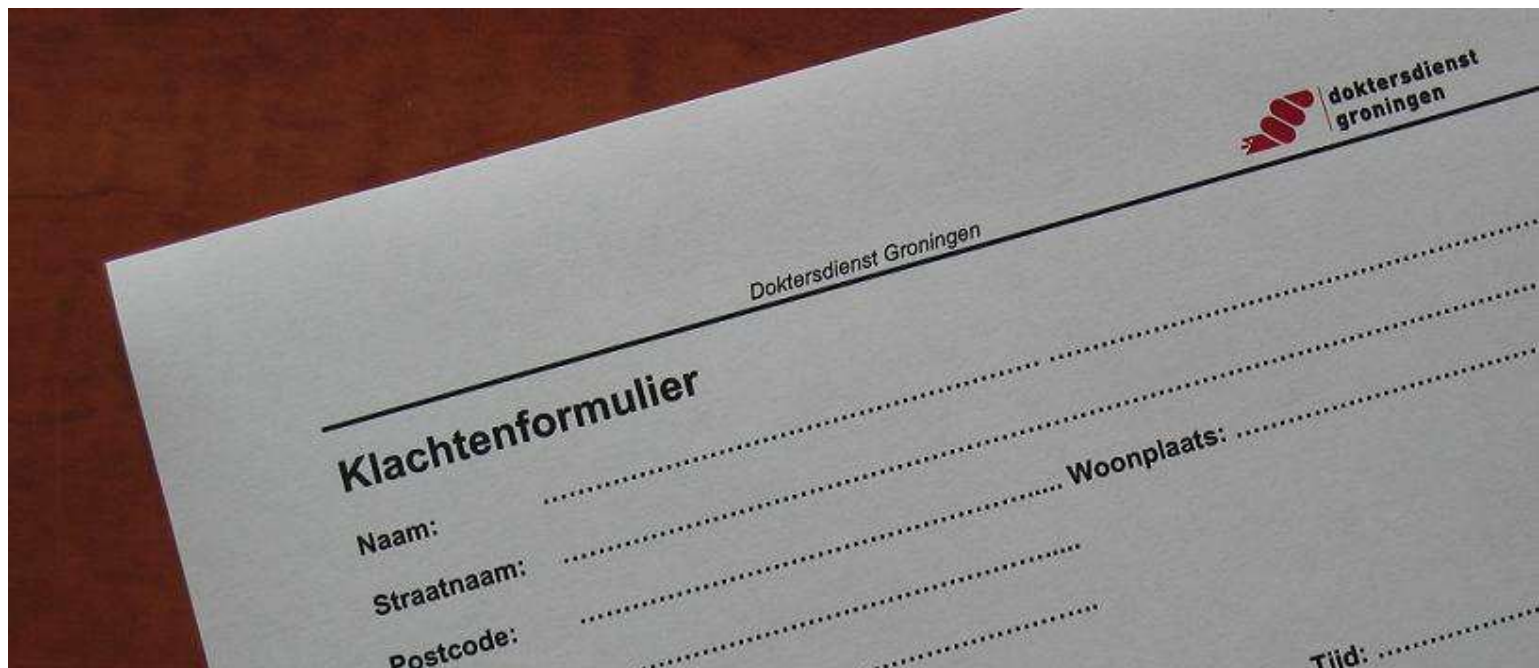 doktersdienst
groningen
Doktersdienst Groningen
Klachtenformulier
Naam: ........................................................................................
Straatnaam: ........................................................................................
Postcode: ............................................................ Woonplaats: ..............................
............................................................
Tijd: ....................